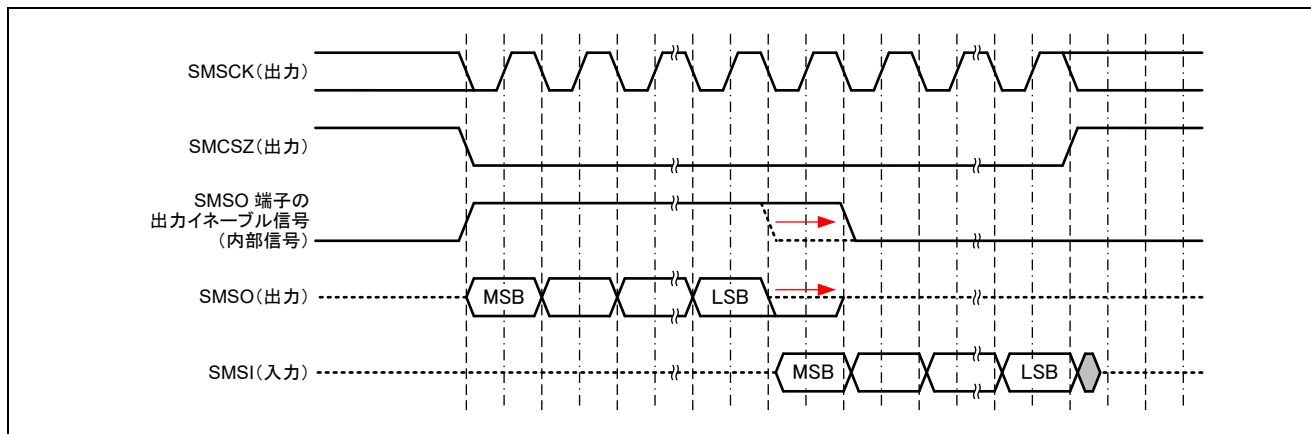 SMSCK(出力)
SMCSZ(出力)
SMSO 端子の
出力イネーブル信号
(内部信号)
SMSO(出力)
MSB
LSB
SMSI(入力)
MSB
LSB